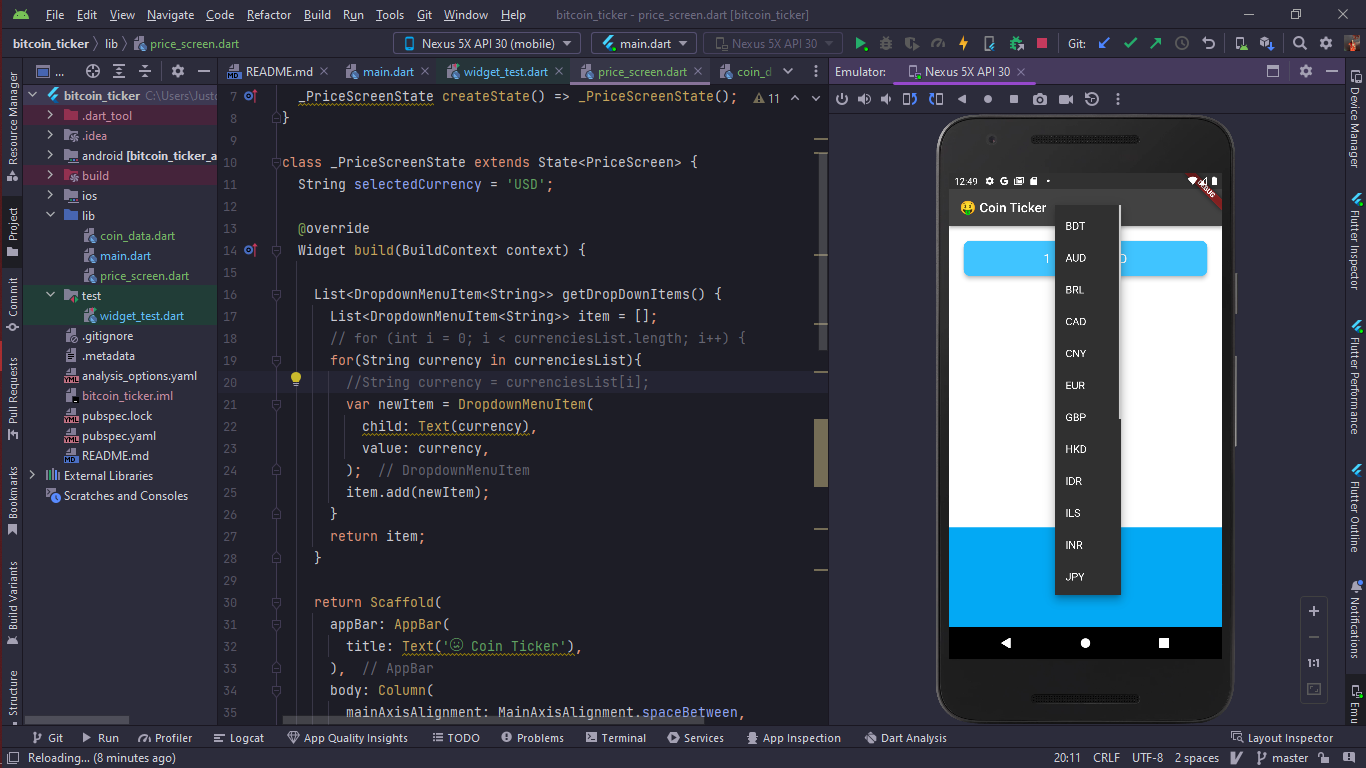 File Edit View Navigate Code Refactor Build Run Tools Git Window Help bitcoin_ticker - price_screen.dart [bitcoin_ticker]
bitcoin_ticker lib price_screen.dart Nexus 5X API 30 (mobile) main.dart Nexus 5X API 30 Git:
... README.md main.dart widget_test.dart price_screen.dart coin_d Emulator: Nexus 5X API 30
Resource Manager
Project
Commit
Pull Requests
Bookmarks
Build Variants
Structure
bitcoin_ticker C:\Users\Justo
.dart_tool
.idea
android [bitcoin_ticker_a
build
ios
lib
coin_data.dart
main.dart
price_screen.dart
test
widget_test.dart
.gitignore
.metadata
analysis_options.yaml
bitcoin_ticker.iml
pubspec.lock
pubspec.yaml
README.md
External Libraries
Scratches and Consoles
7 _PriceScreenState createState() => _PriceScreenState(); 11
8 }
9
10 class _PriceScreenState extends State<PriceScreen> {
11 String selectedCurrency = 'USD';
12
13 @override
14 Widget build(BuildContext context) {
15
16 List<DropdownMenuItem<String>> getDropDownItems() {
17 List<DropdownMenuItem<String>> item = [];
18 // for (int i = 0; i < currenciesList.length; i++) {
19 for(String currency in currenciesList){
20 //String currency = currenciesList[i];
21 var newItem = DropdownMenuItem(
22 child: Text(currency),
23 value: currency,
24 ); // DropdownMenuItem
25 item.add(newItem);
26 }
27 return item;
28 }
29
30 return Scaffold(
31 appBar: AppBar(
32 title: Text('🤑 Coin Ticker'),
33 ), // AppBar
34 body: Column(
35 mainAxisAlignment: MainAxisAlignment.spaceBetween,
12:49 DEBUG
🤑 Coin Ticker
1 D
BDT
AUD
BRL
CAD
CNY
EUR
GBP
HKD
IDR
ILS
INR
JPY
1:1
Device Manager
Flutter Inspector
Flutter Performance
Flutter Outline
Notifications
Emu
Git Run Profiler Logcat App Quality Insights TODO Problems Terminal Services App Inspection Dart Analysis Layout Inspector
Reloading... (8 minutes ago) 20:11 CRLF UTF-8 2 spaces master